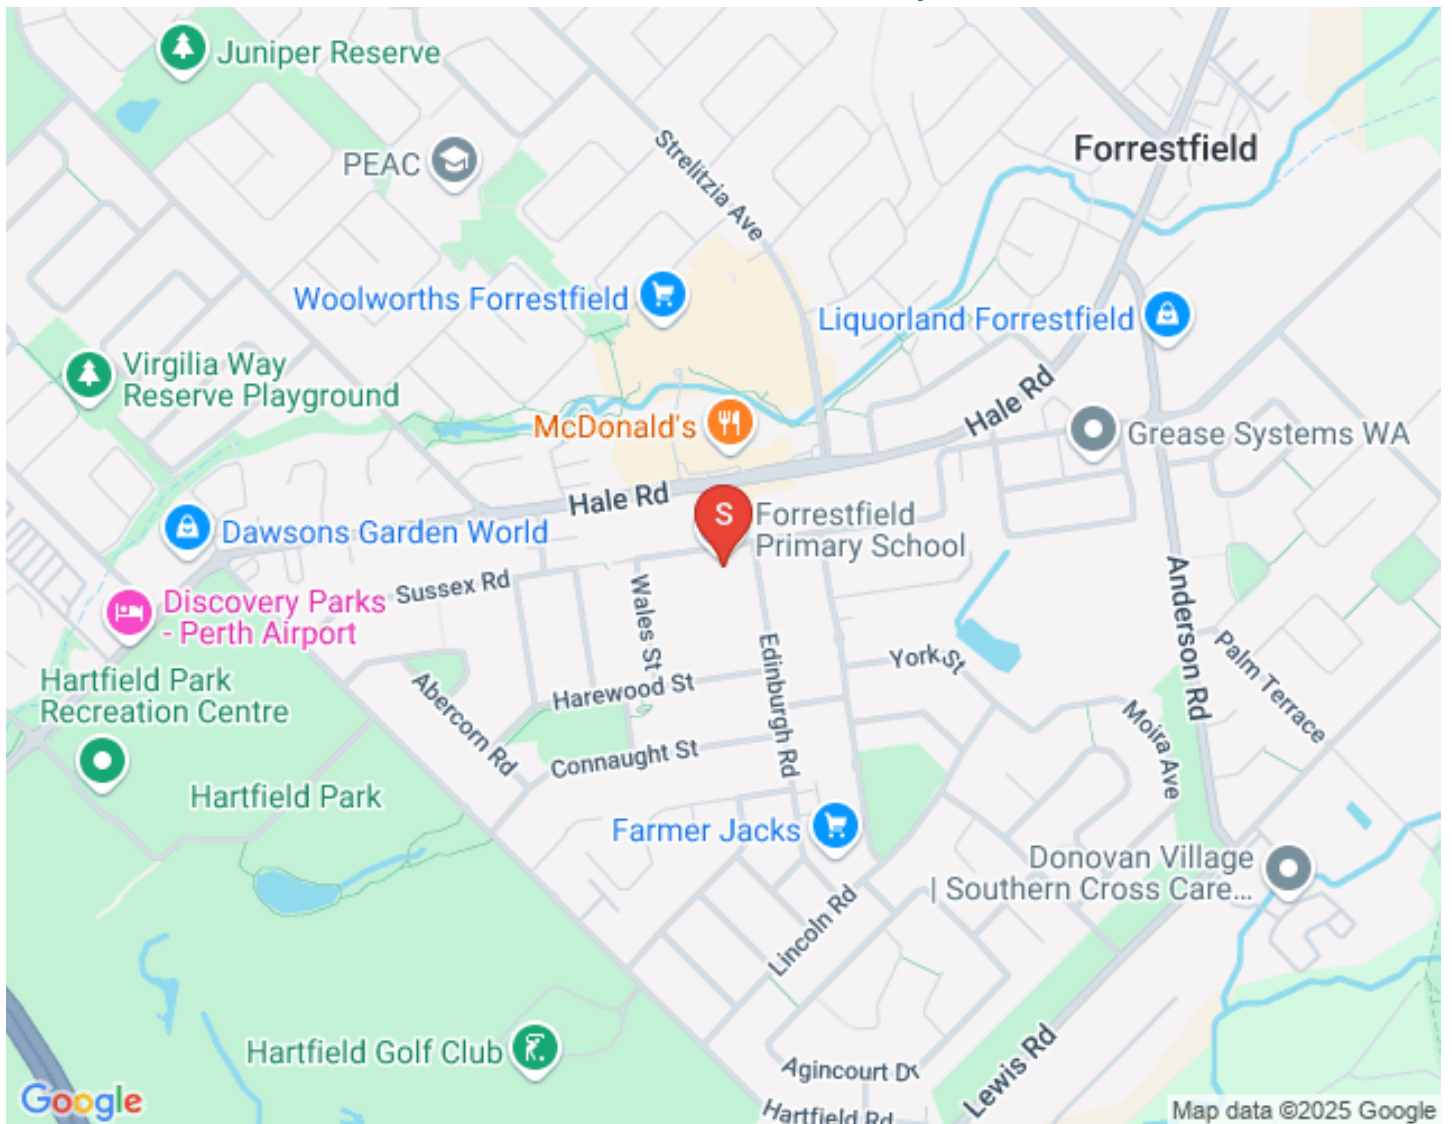 Juniper Reserve
PEAC
Strelitzia Ave
Forrestfield
Woolworths Forrestfield
Liquorland Forrestfield
Virgilia Way
Reserve Playground
McDonald's
Hale Rd
Grease Systems WA
Hale Rd
S
Forrestfield
Primary School
Dawsons Garden World
Sussex Rd
Discovery Parks
- Perth Airport
Wales St
Anderson Rd
Edinburgh Rd
York St
Palm Terrace
Hartfield Park
Recreation Centre
Harewood St
Abercorn Rd
Moira Ave
Connaught St
Hartfield Park
Farmer Jacks
Donovan Village
| Southern Cross Care...
Lincoln Rd
Hartfield Golf Club
Agincourt Dr
Lewis Rd
Hartfield Rd
Google
Map data ©2025 Google